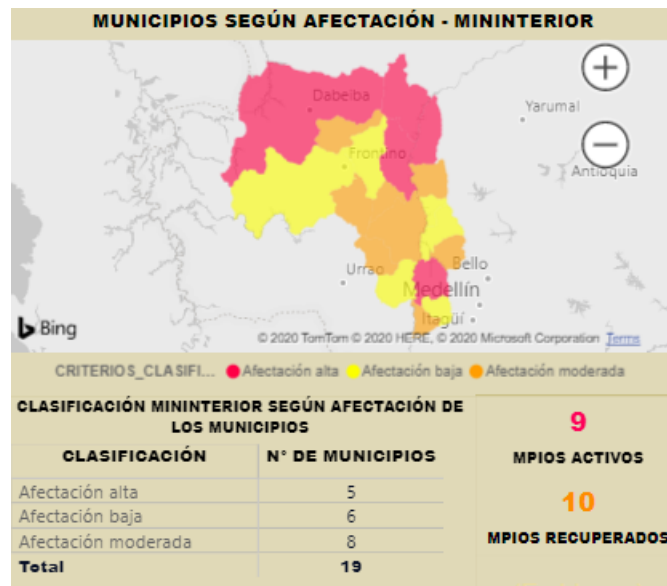 MUNICIPIOS SEGÚN AFECTACIÓN - MININTERIOR
Dabeiba
Yarumal
Frontino
Antioquia
Urrao
Bello
Medellín
Itagüí
Bing
© 2020 TomTom © 2020 HERE, © 2020 Microsoft Corporation Terms
CRITERIOS_CLASIFI... Afectación alta Afectación baja Afectación moderada
CLASIFICACIÓN MININTERIOR SEGÚN AFECTACIÓN DE
LOS MUNICIPIOS
CLASIFICACIÓN N° DE MUNICIPIOS
Afectación alta 5
Afectación baja 6
Afectación moderada 8
Total 19
9
MPIOS ACTIVOS
10
MPIOS RECUPERADOS